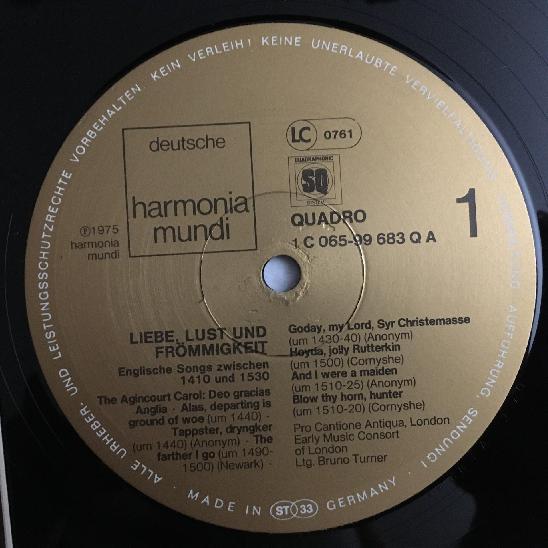 ALLE URHEBER- UND LEISTUNGSSCHUTZRECHTE VORBEHALTEN · KEIN VERLEIH! KEINE UNERLAUBTE AUFFÜHRUNG, SENDUNG!
LC 0761
deutsche
harmonia
mundi
QUADRAPHONIC
SQ
QUADRO
1 C 065-99 683 Q A
1
Ⓟ1975
harmonia
mundi
LIEBE, LUST UND
FRÖMMIGKEIT
Englische Songs zwischen
1410 und 1530
The Agincourt Carol: Deo gracias
Anglia · Alas, departing is
ground of woe (um 1440) ·
Tappster, dryngker
(um 1440) (Anonym) · The
farther I go (um 1490-
1500) (Newark) ·
Goday, my Lord, Syr Christemasse
(um 1430-40) (Anonym)
Hoyda, jolly Rutterkin
(um 1500) (Cornyshe)
And I were a maiden
(um 1510-25) (Anonym)
Blow thy horn, hunter
(um 1510-20) (Cornyshe)
Pro Cantione Antiqua, London
Early Music Consort
of London
Ltg. Bruno Turner
MADE IN ST 33 GERMANY